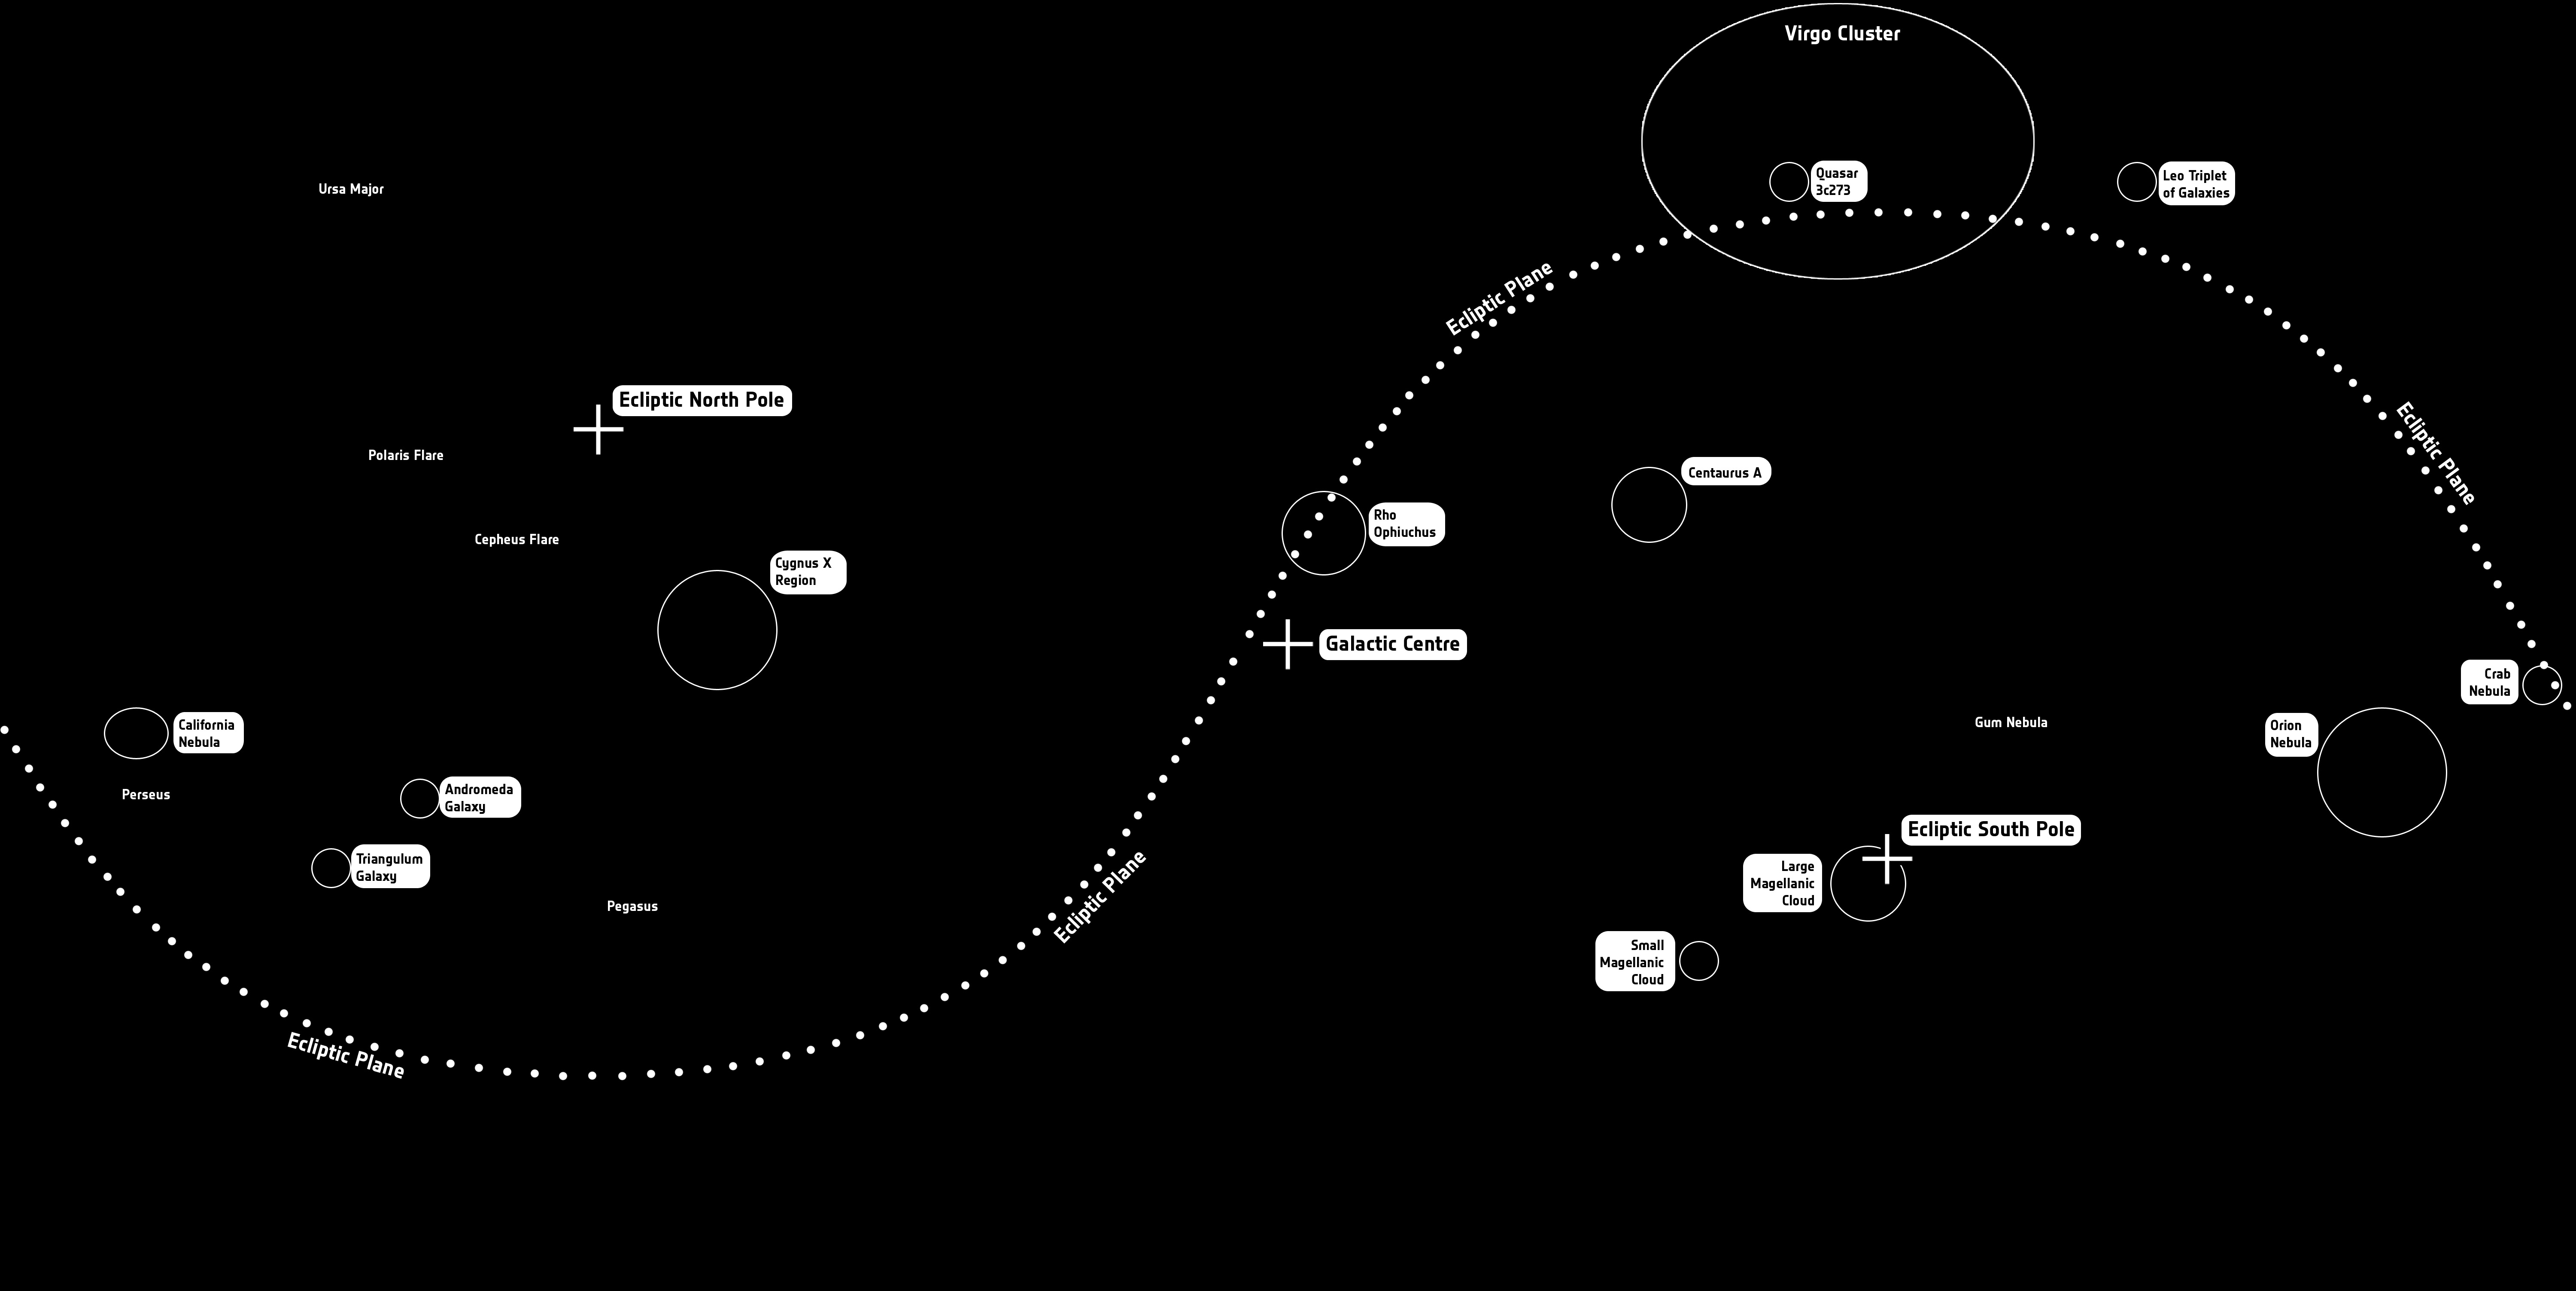 Virgo Cluster
Quasar
3c273
Leo Triplet
of Galaxies
Ursa Major
Ecliptic Plane
Ecliptic North Pole
Ecliptic Plane
Polaris Flare
Centaurus A
Rho
Ophiuchus
Cepheus Flare
Cygnus X
Region
Galactic Centre
Crab
Nebula
California
Nebula
Gum Nebula
Orion
Nebula
Perseus
Andromeda
Galaxy
Ecliptic South Pole
Triangulum
Galaxy
Large
Magellanic
Cloud
Ecliptic Plane
Pegasus
Small
Magellanic
Cloud
Ecliptic Plane